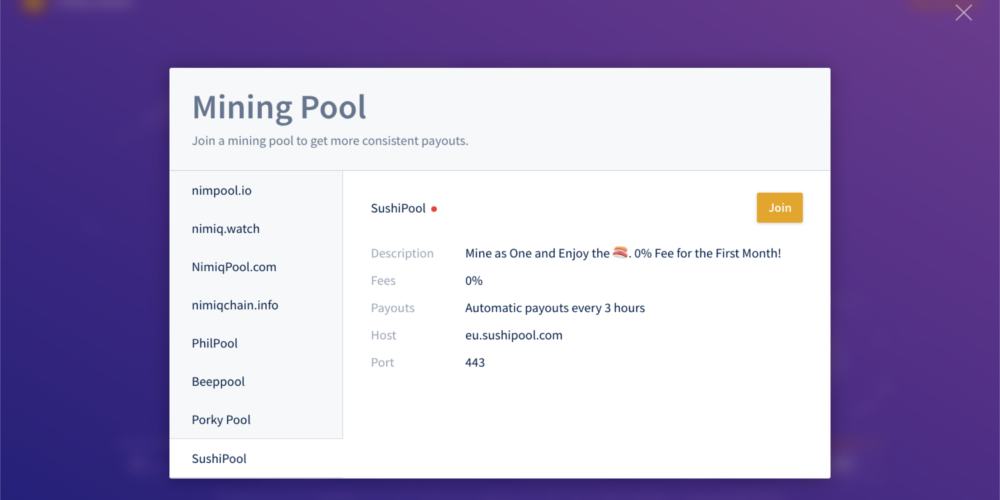 Mining Pool
Join a mining pool to get more consistent payouts.
nimpool.io
nimiq.watch
NimiqPool.com
nimiqchain.info
PhilPool
Beeppool
Porky Pool
SushiPool
SushiPool
Join
Description Mine as One and Enjoy the 🍣. 0% Fee for the First Month!
Fees 0%
Payouts Automatic payouts every 3 hours
Host eu.sushipool.com
Port 443